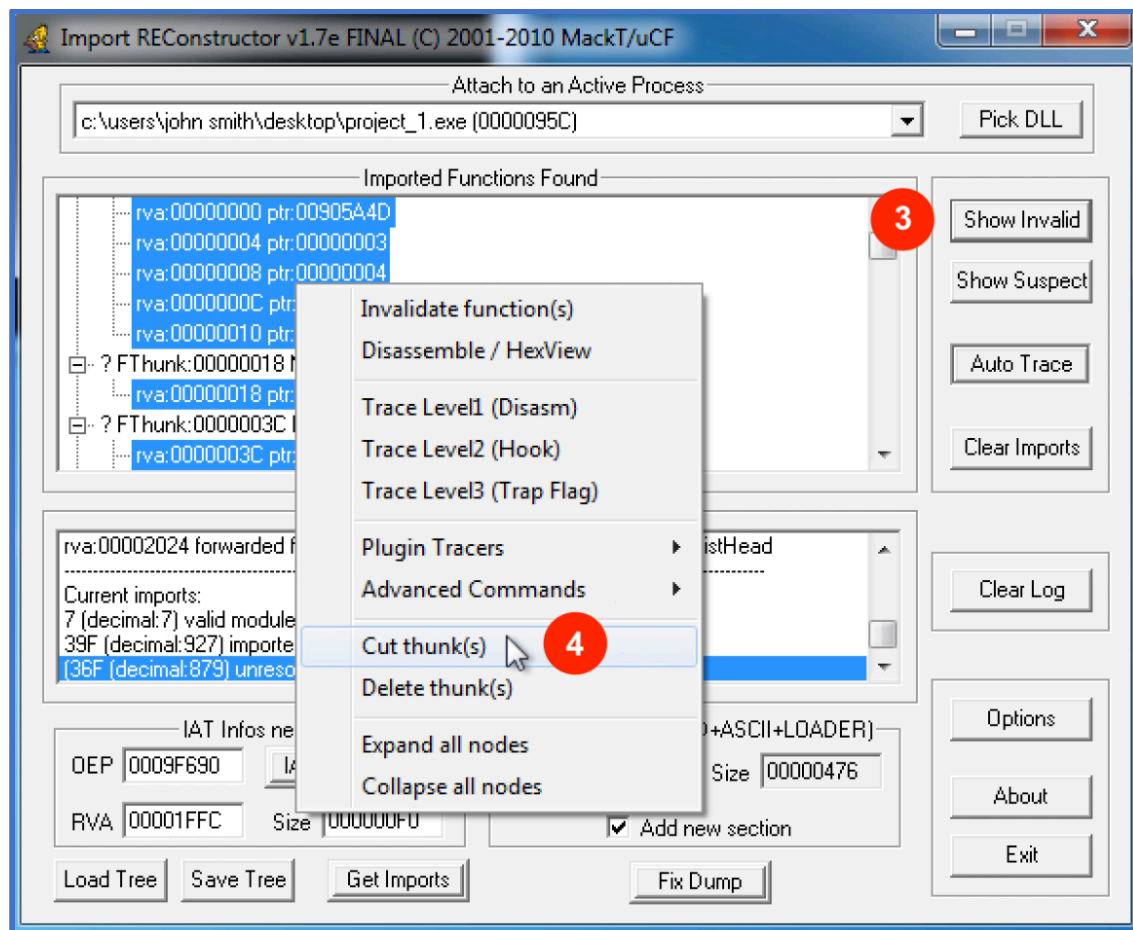 Import REConstructor v1.7e FINAL (C) 2001-2010 MackT/uCF
Attach to an Active Process
c:\users\john smith\desktop\project_1.exe (0000095C)
Pick DLL
Imported Functions Found
rva:00000000 ptr:00905A4D
rva:00000004 ptr:00000003
rva:00000008 ptr:00000004
rva:0000000C ptr:
rva:00000010 ptr:
? FThunk:00000018
rva:00000018 ptr:
? FThunk:0000003C
rva:0000003C ptr:
3
Show Invalid
Show Suspect
Auto Trace
Clear Imports
Invalidate function(s)
Disassemble / HexView
Trace Level1 (Disasm)
Trace Level2 (Hook)
Trace Level3 (Trap Flag)
Plugin Tracers
Advanced Commands
Cut thunk(s)
4
Delete thunk(s)
Expand all nodes
Collapse all nodes
rva:00002024 forwarded istHead
Current imports:
7 (decimal:7) valid module
39F (decimal:927) importe
(36F (decimal:879) unreso
Clear Log
IAT Infos ne
+ASCII+LOADER)
OEP 0009F690
Size 00000476
RVA 00001FFC Size 000000F0
Add new section
Options
About
Exit
Load Tree Save Tree Get Imports Fix Dump